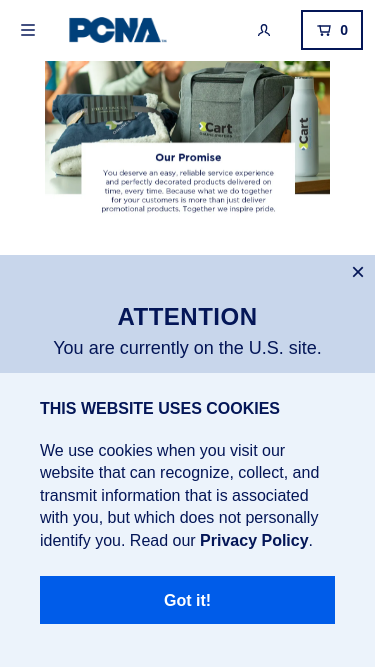 PCNA
0
xCart
xCart
Our Promise
You deserve an easy, reliable service experience
and perfectly decorated products delivered on
time, every time. Because what we do together
for your customers is more than just deliver
promotional products. Together we inspire pride.
ATTENTION
You are currently on the U.S. site.
THIS WEBSITE USES COOKIES
We use cookies when you visit our
website that can recognize, collect, and
transmit information that is associated
with you, but which does not personally
identify you. Read our Privacy Policy.
Got it!